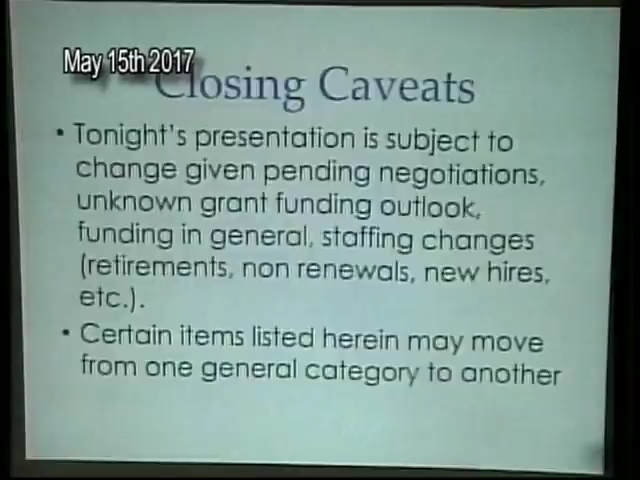 May 15th 2017
Closing Caveats
• Tonight's presentation is subject to
change given pending negotiations,
unknown grant funding outlook,
funding in general, staffing changes
(retirements, non renewals, new hires,
etc.).
• Certain items listed herein may move
from one general category to another